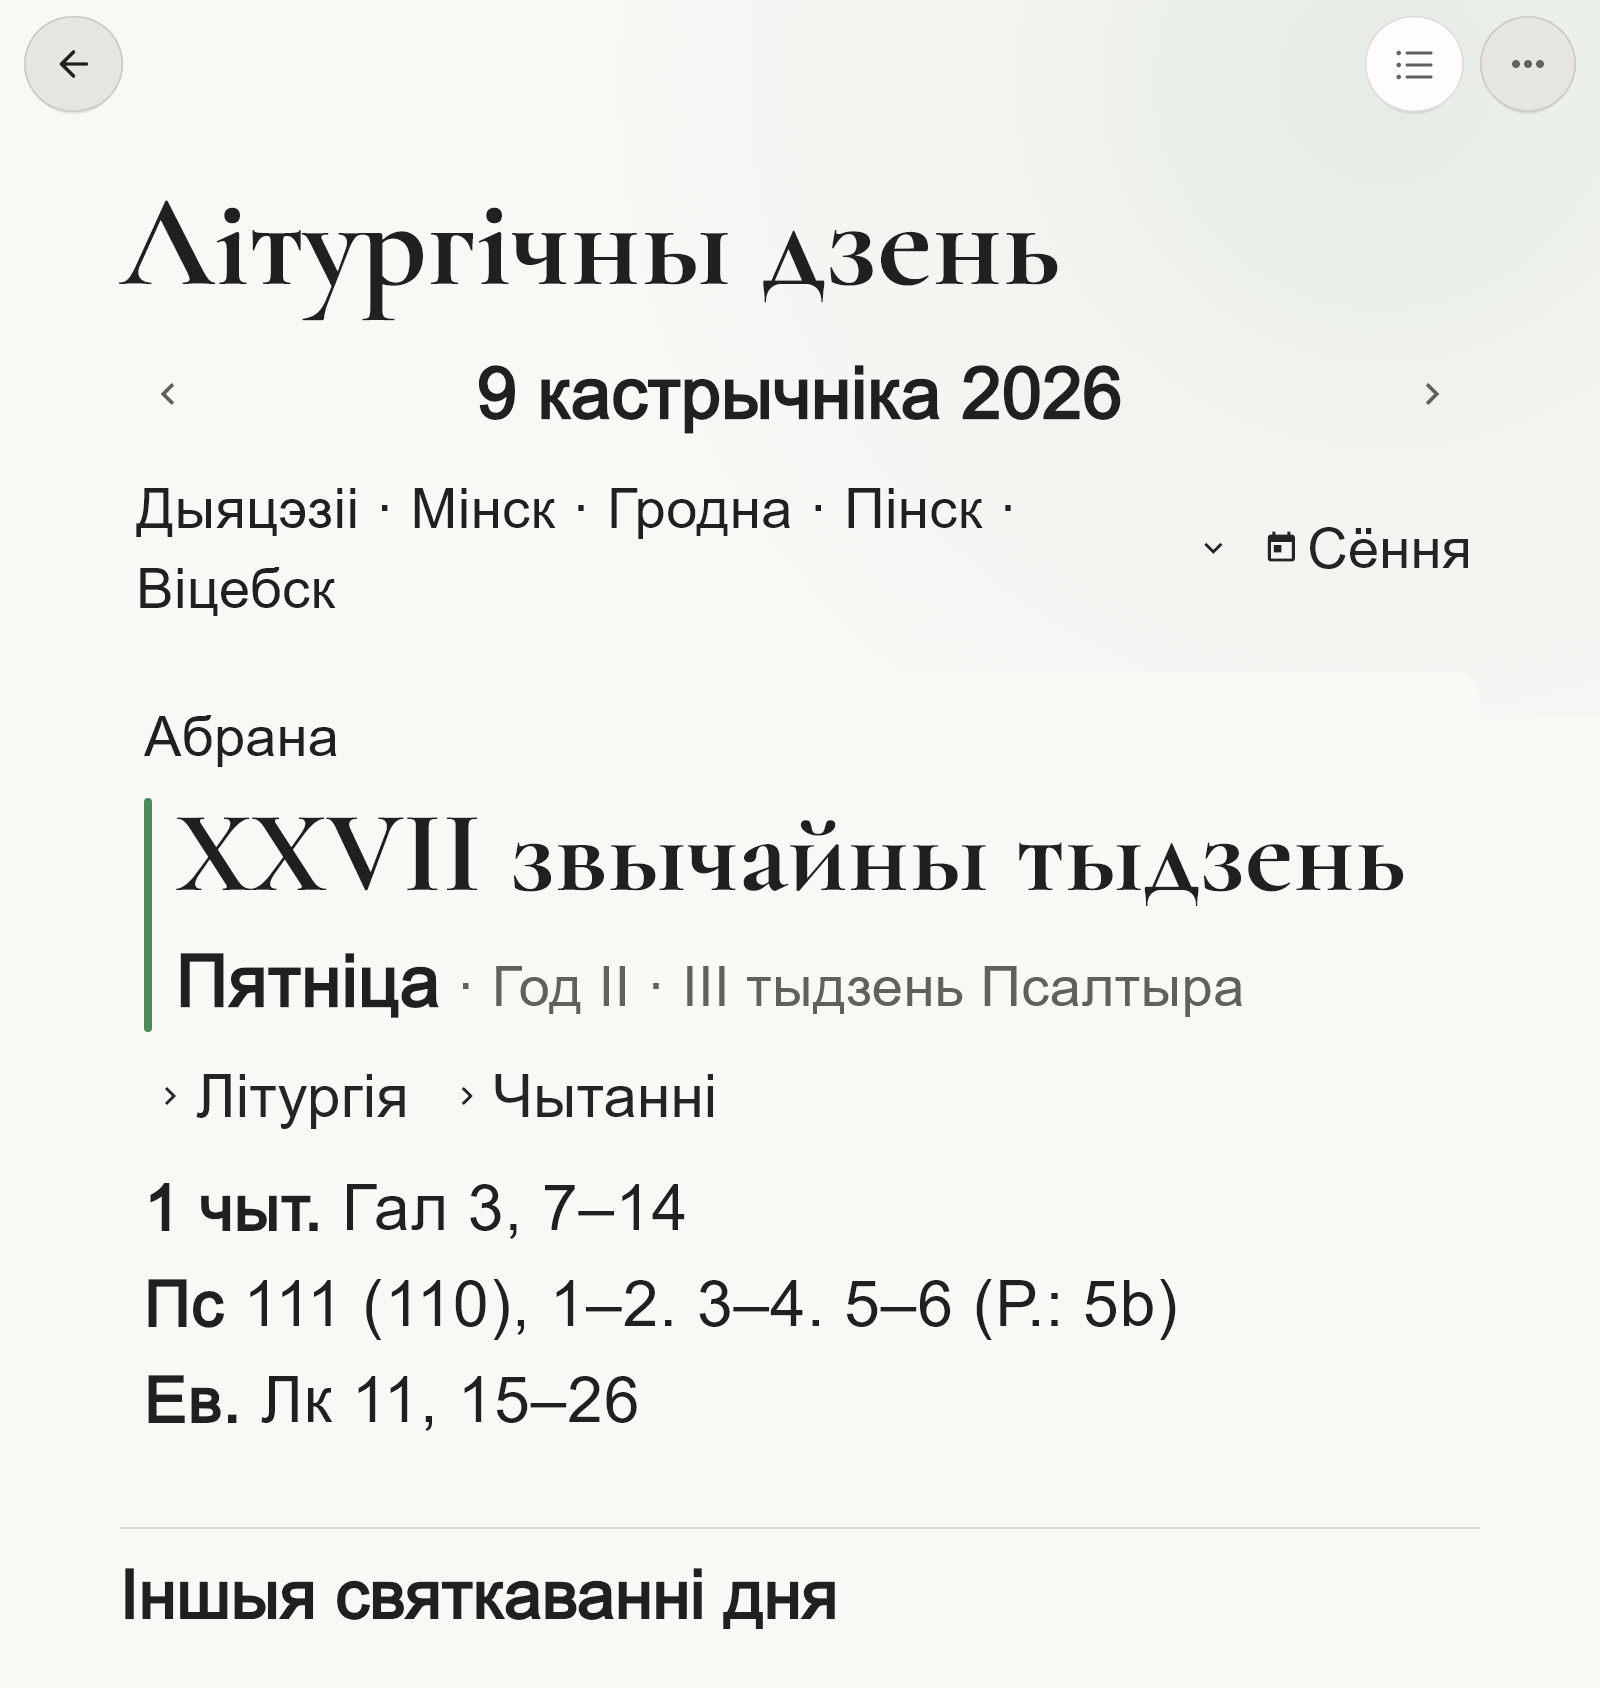 Літургічны дзень
9 кастрычніка 2026
Дыяцэзіі · Мінск · Гродна · Пінск ·
Віцебск
Сёння
Абрана
XXVII звычайны тыдзень
Пятніца · Год II · III тыдзень Псалтыра
Літургія Чытанні
1 чыт. Гал 3, 7–14
Пс 111 (110), 1–2. 3–4. 5–6 (Р.: 5b)
Ев. Лк 11, 15–26
Іншыя святкаванні дня